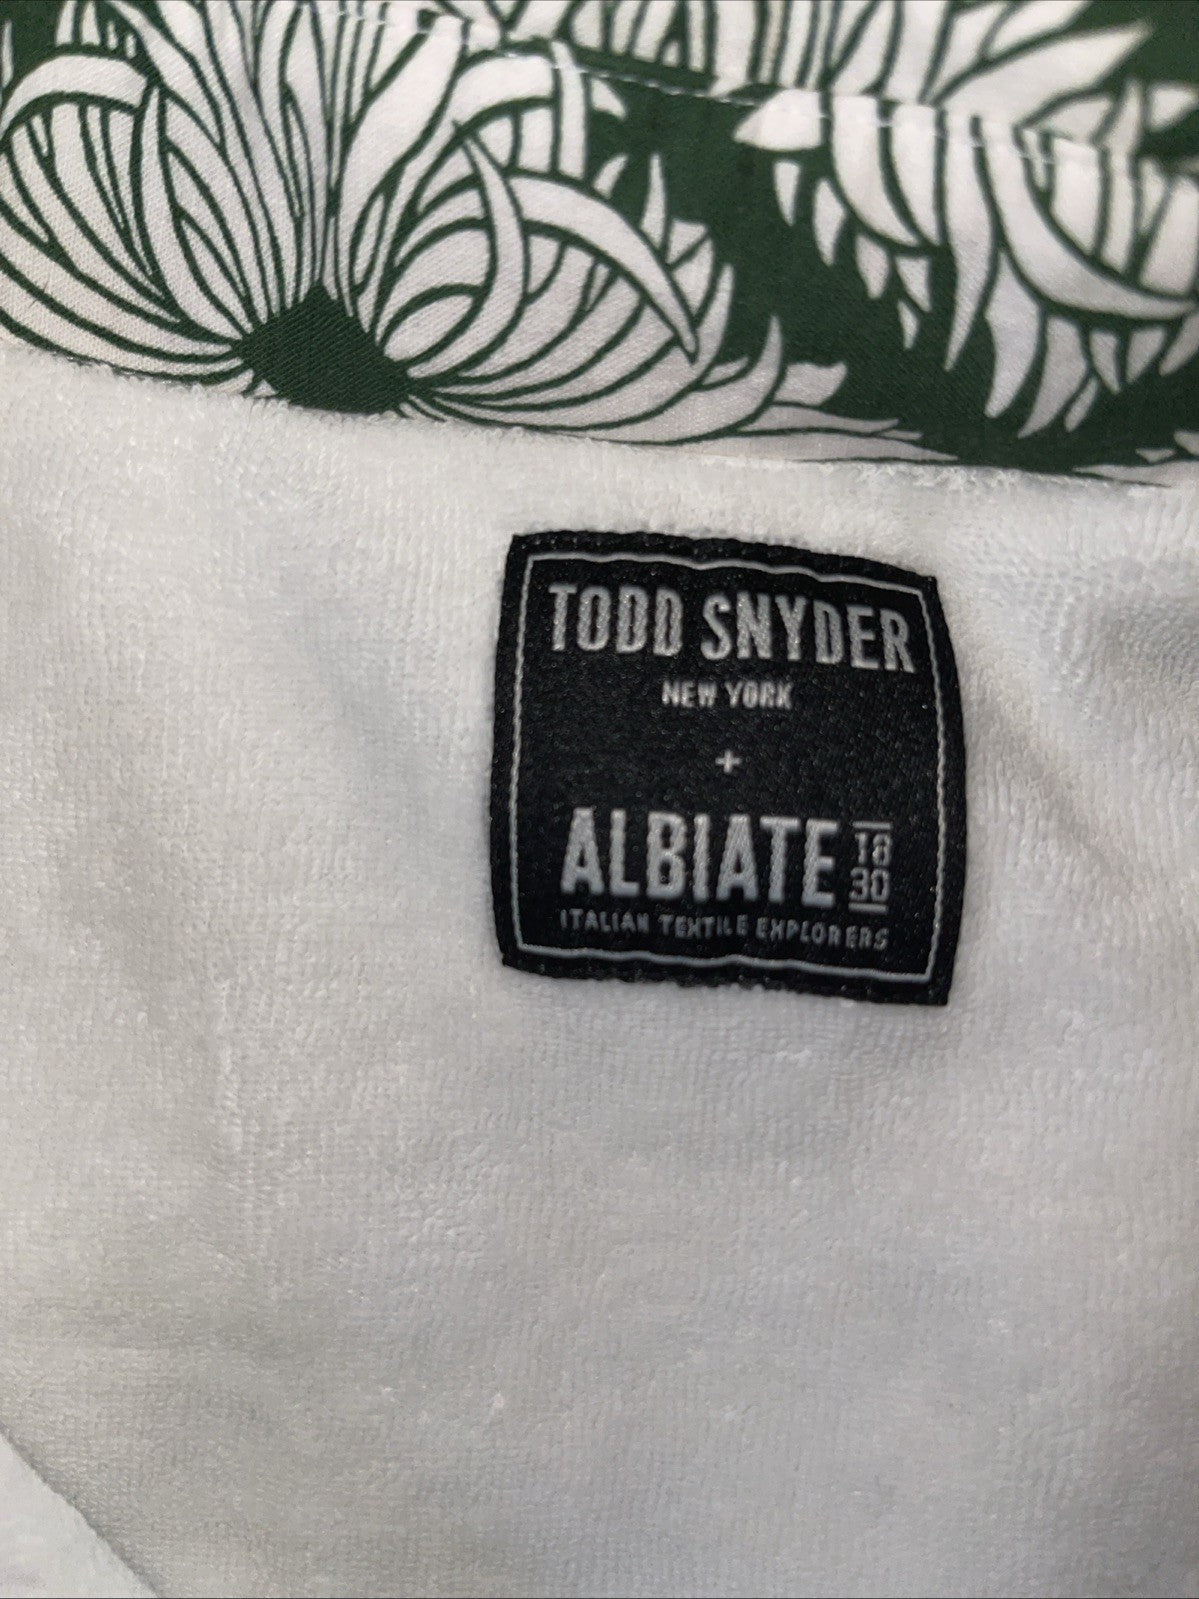 TODD SNYDER
NEW YORK
+
ALBIATE 18
30
ITALIAN TEXTILE EXPLORERS